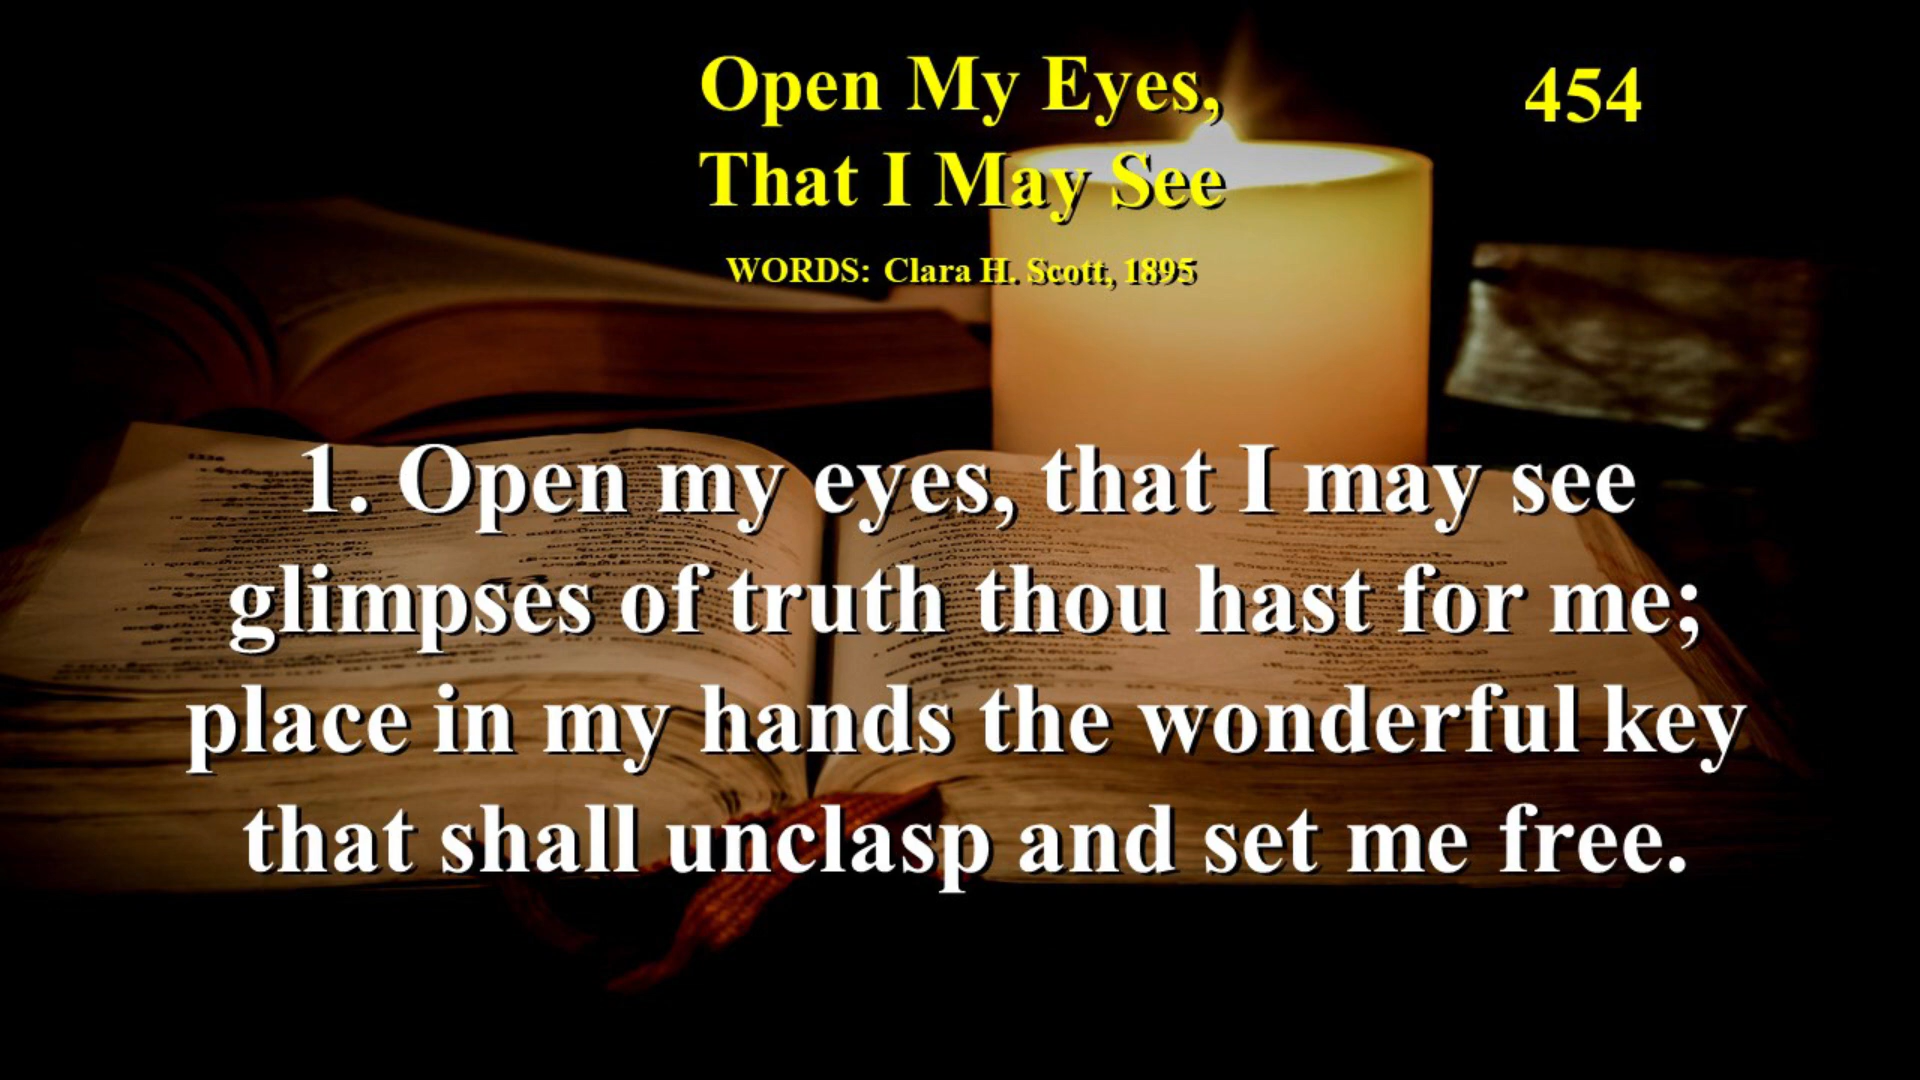 Open My Eyes,
454
That I May See
WORDS: Clara H. Scott, 1895
1. Open my eyes, that I may see
glimpses of truth thou hast for me;
place in my hands the wonderful key
that shall unclasp and set me free.